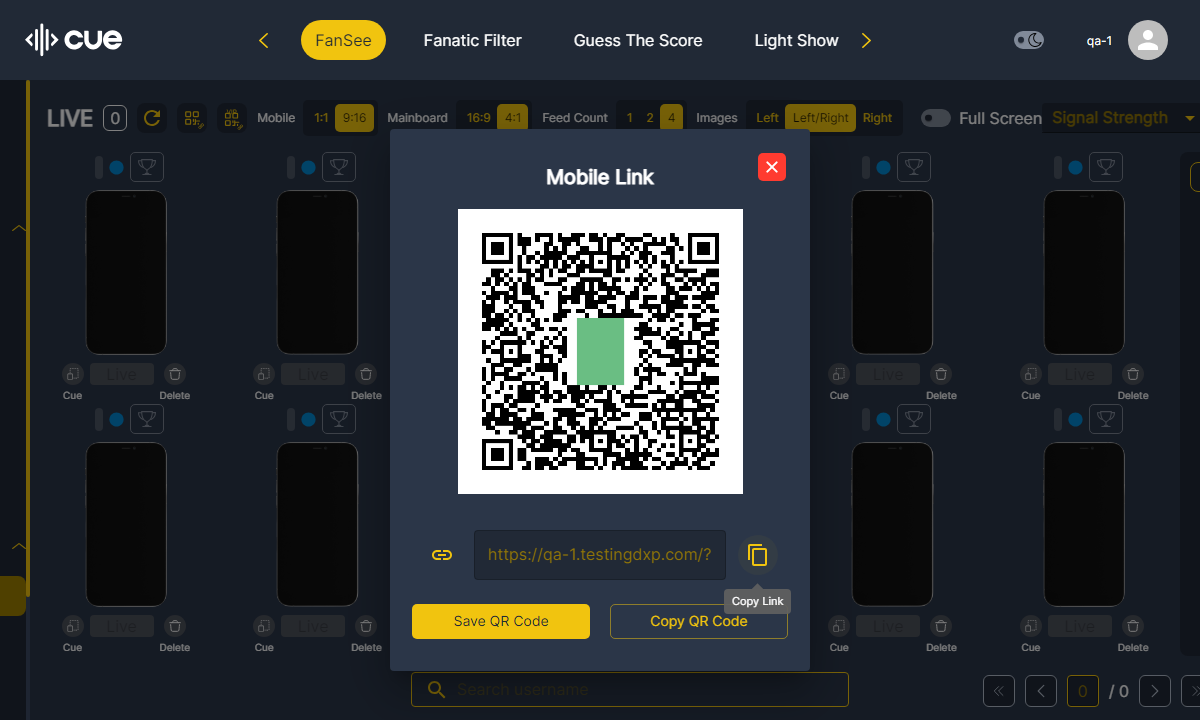 cue
FanSee
Fanatic Filter
Guess The Score
Light Show
qa-1
LIVE 0
Mobile 1:1 9:16
Mainboard 16:9 4:1
Feed Count 1 2 4
Images Left Left/Right Right
Full Screen
Signal Strength
Mobile Link
https://qa-1.testingdxp.com/?
Copy Link
Save QR Code
Copy QR Code
Live Live Live Live
Cue Delete Cue Delete Cue Delete Cue Delete
Live Live Live Live
Cue Delete Cue Delete Cue Delete Cue Delete
Search username
0 / 0